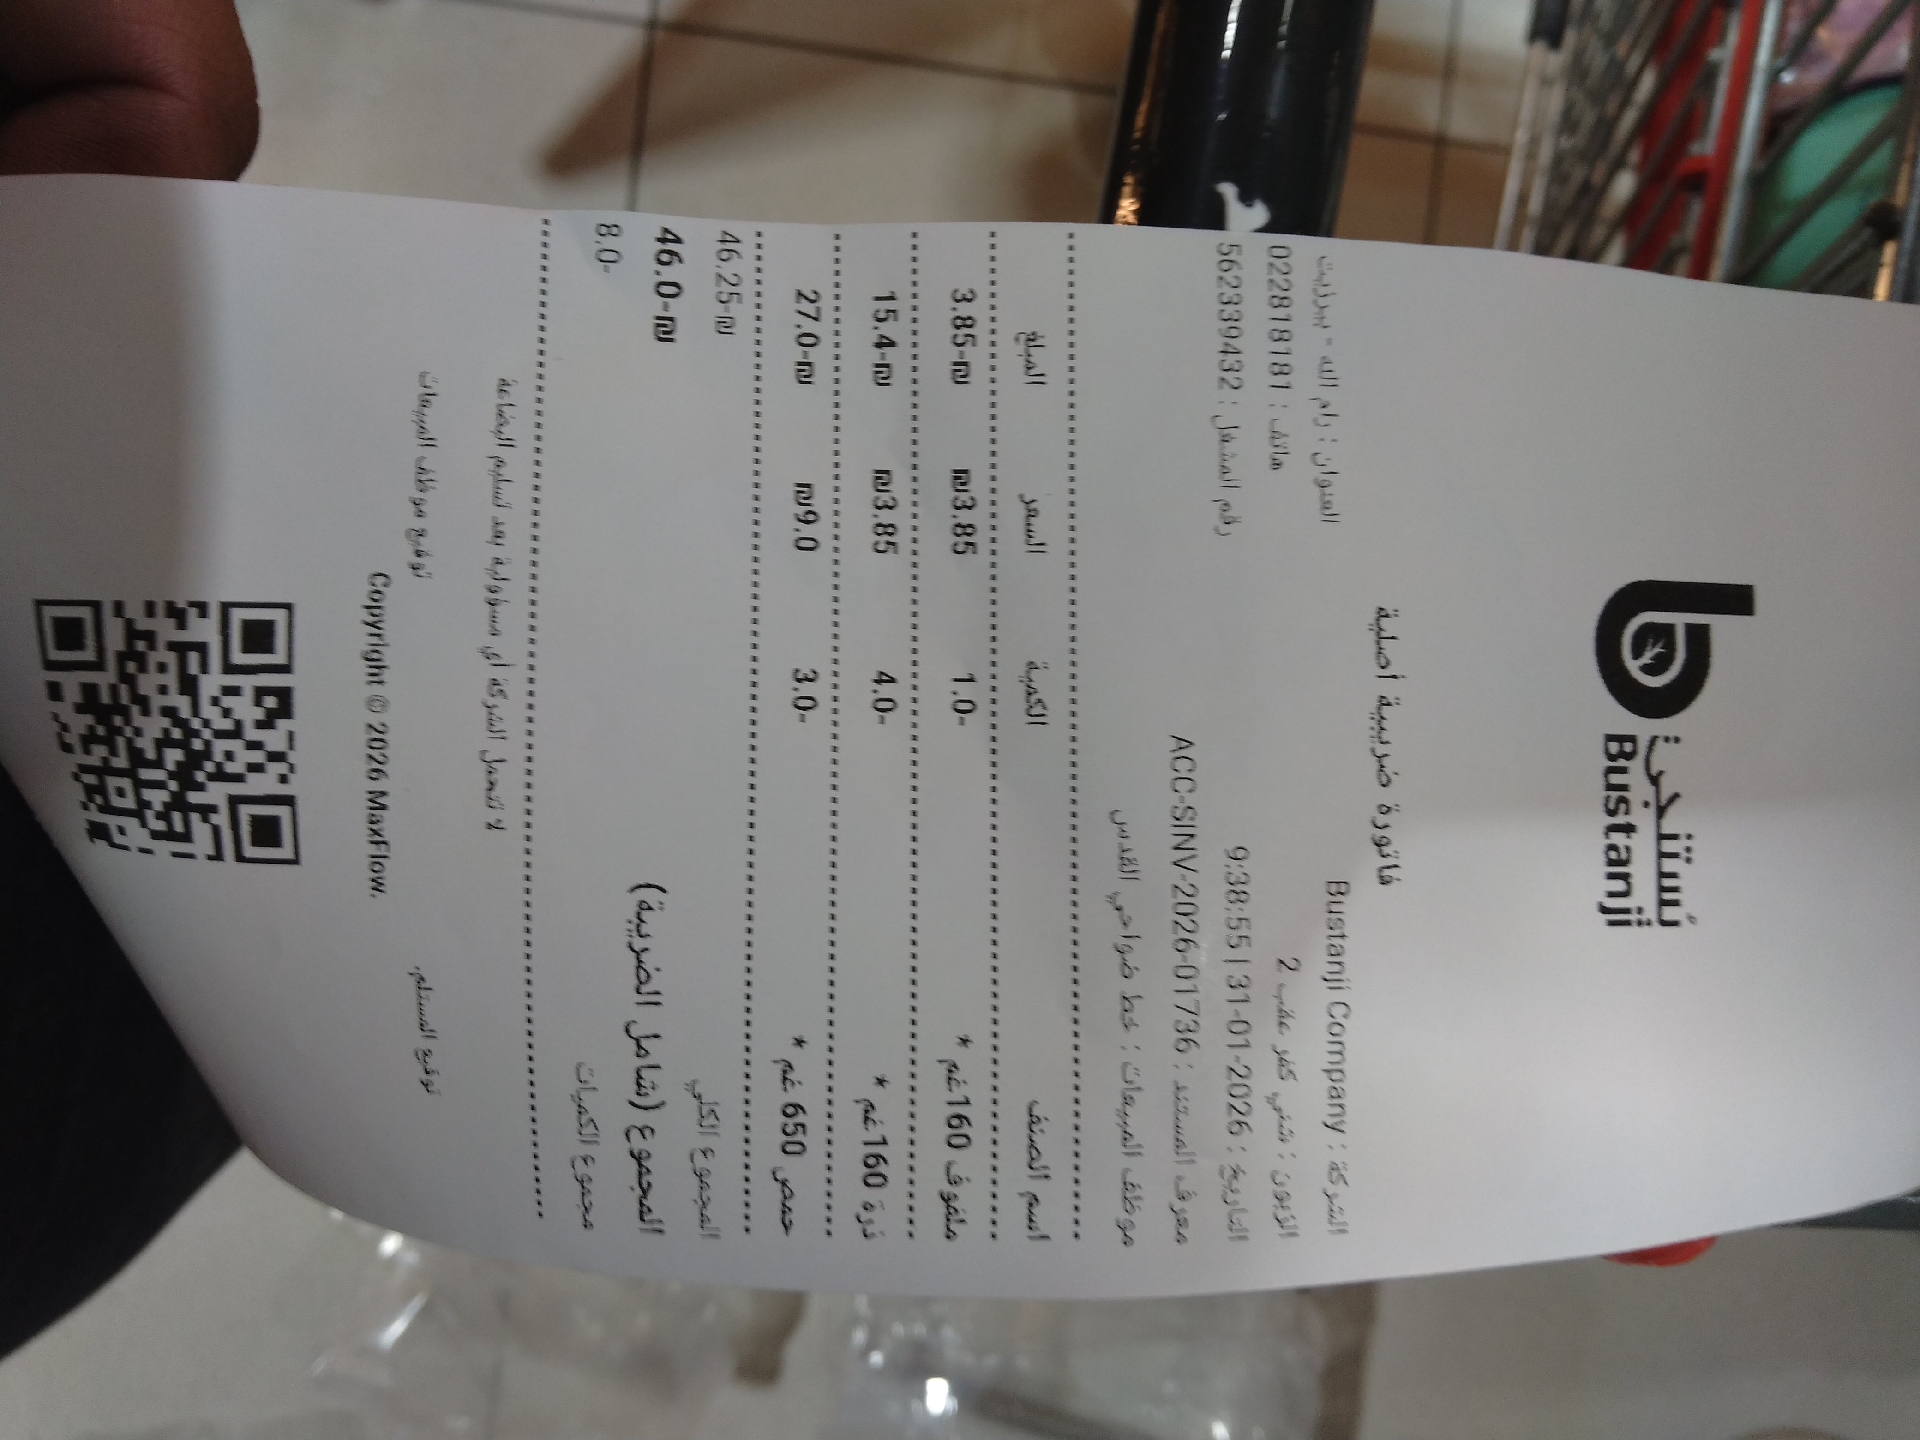 بُستنجي
Bustanji
فاتورة ضريبية أصلية
الشركة : Bustanji Company
العنوان : رام الله - بيرزيت
الزبون : شني كفر عقب 2
هاتف : 022818181
التاريخ : 2026-01-31 | 9:38:55
رقم المشغل : 562339432
معرف المستند : ACC-SINV-2026-01736
موظف المبيعات : خط ضواحي القدس
اسم الصنف الكمية السعر المبلغ
ملفوف 160غم * 1.0- ₪3.85 3.85-₪
ذرة 160غم * 4.0- ₪3.85 15.4-₪
حمص 650 غم * 3.0- ₪9.0 27.0-₪
المجموع الكلي 46.25-₪
المجموع (شامل الضريبة) 46.0-₪
مجموع الكميات 8.0-
لا تتحمل الشركة أي مسؤولية بعد تسليم البضاعة
توقيع المستلم. توقيع موظف المبيعات
Copyright © 2026 MaxFlow.